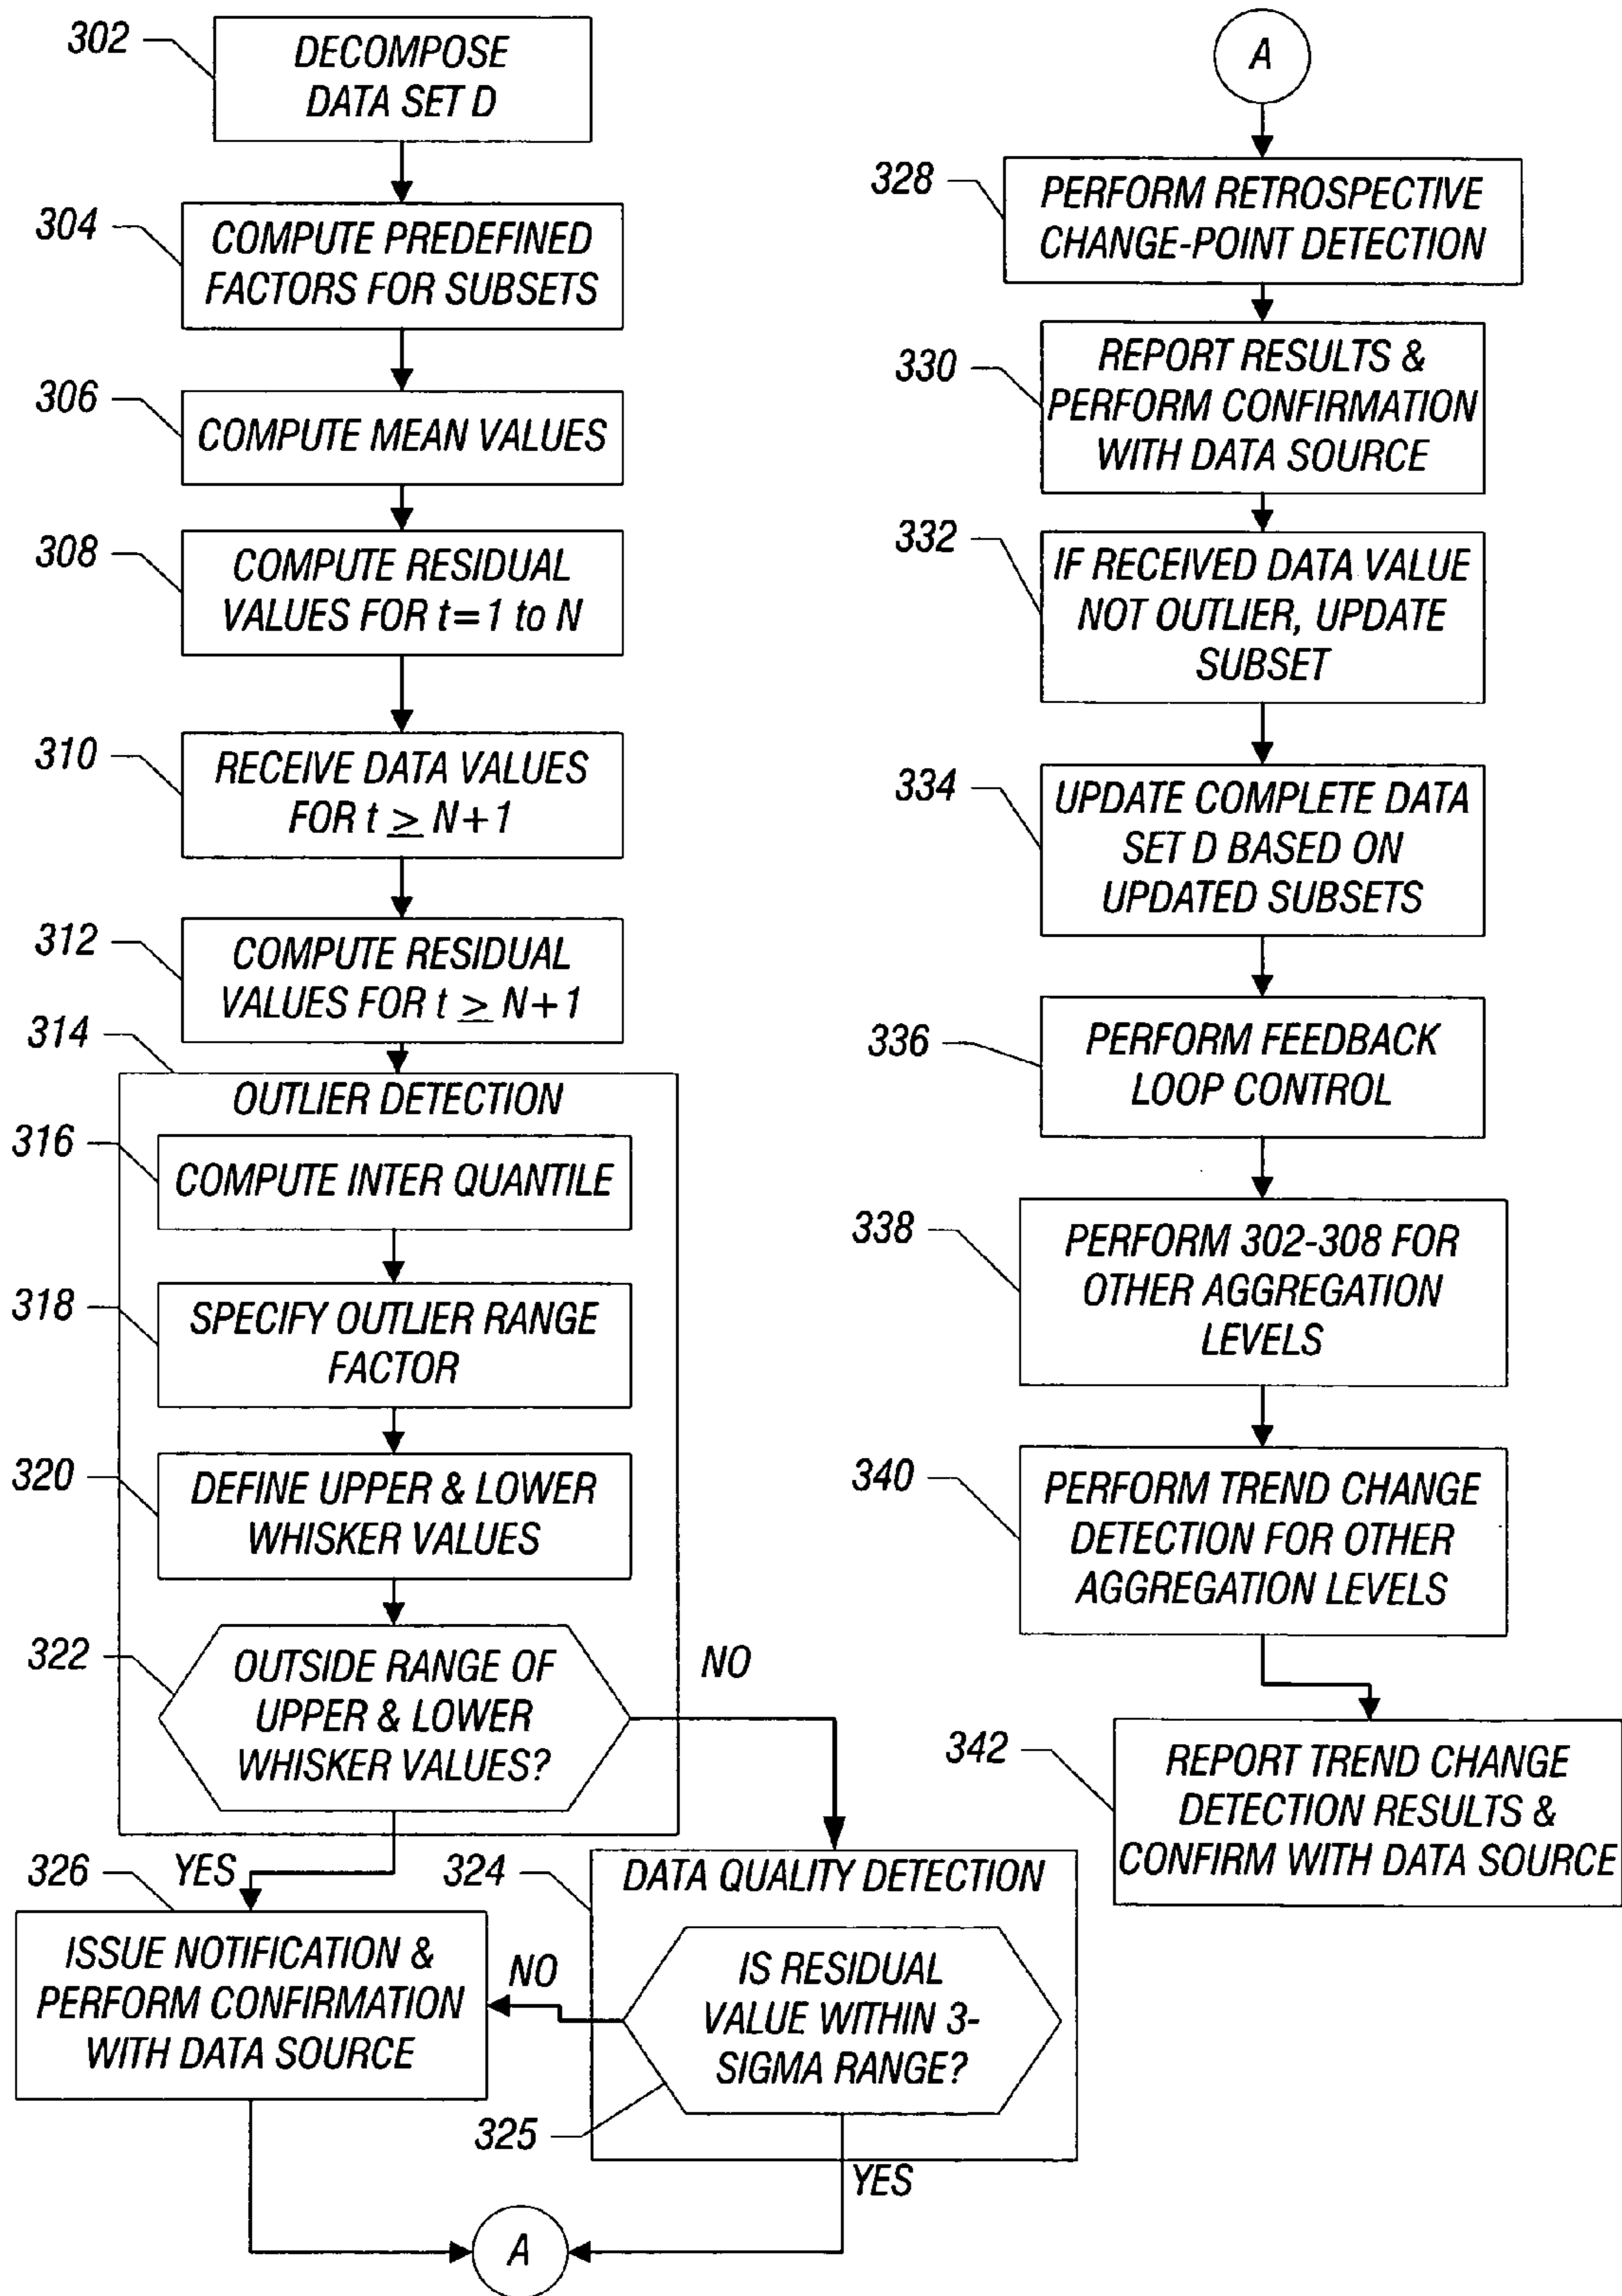 302
DECOMPOSE
DATA SET D
304
COMPUTE PREDEFINED
FACTORS FOR SUBSETS
306
COMPUTE MEAN VALUES
308
COMPUTE RESIDUAL
VALUES FOR t=1 to N
310
RECEIVE DATA VALUES
FOR t ≥ N+1
312
COMPUTE RESIDUAL
VALUES FOR t ≥ N+1
314
OUTLIER DETECTION
316
COMPUTE INTER QUANTILE
318
SPECIFY OUTLIER RANGE
FACTOR
320
DEFINE UPPER & LOWER
WHISKER VALUES
322
OUTSIDE RANGE OF
UPPER & LOWER
WHISKER VALUES?
NO
YES
326
ISSUE NOTIFICATION &
PERFORM CONFIRMATION
WITH DATA SOURCE
324
DATA QUALITY DETECTION
NO
IS RESIDUAL
VALUE WITHIN 3-
SIGMA RANGE?
325
YES
A
A
328
PERFORM RETROSPECTIVE
CHANGE-POINT DETECTION
330
REPORT RESULTS &
PERFORM CONFIRMATION
WITH DATA SOURCE
332
IF RECEIVED DATA VALUE
NOT OUTLIER, UPDATE
SUBSET
334
UPDATE COMPLETE DATA
SET D BASED ON
UPDATED SUBSETS
336
PERFORM FEEDBACK
LOOP CONTROL
338
PERFORM 302-308 FOR
OTHER AGGREGATION
LEVELS
340
PERFORM TREND CHANGE
DETECTION FOR OTHER
AGGREGATION LEVELS
342
REPORT TREND CHANGE
DETECTION RESULTS &
CONFIRM WITH DATA SOURCE